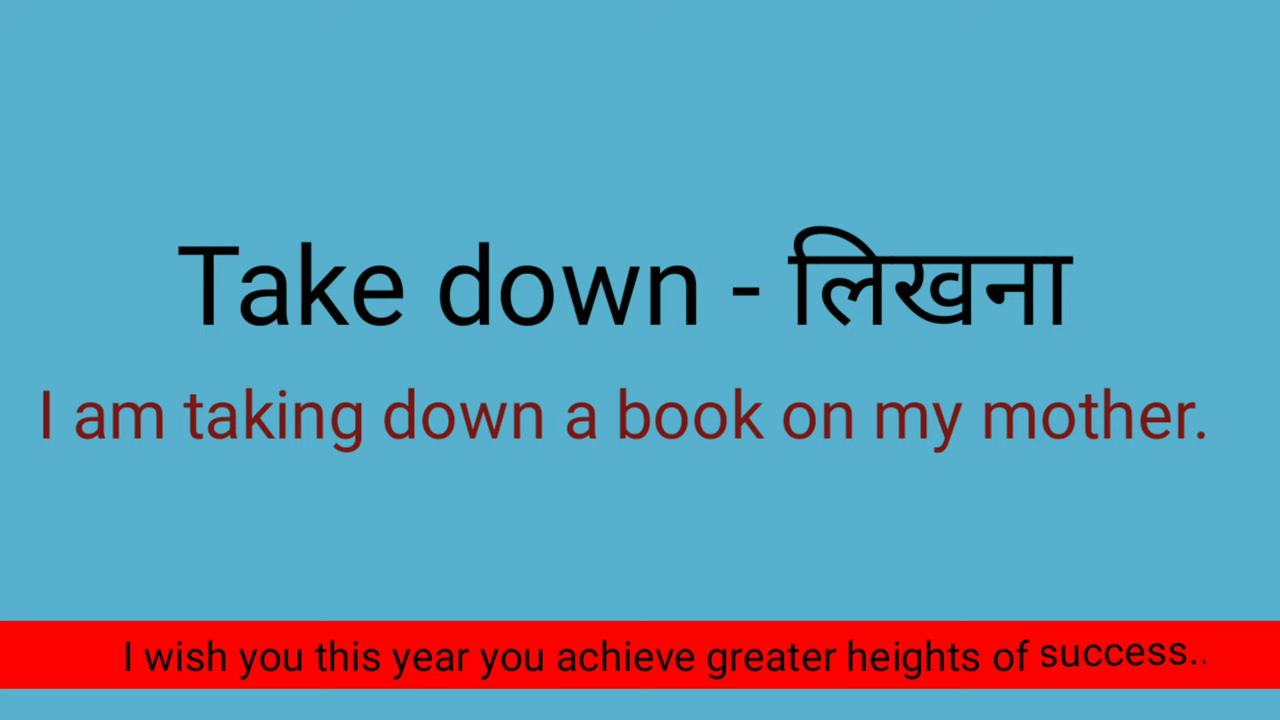 Take down - लिखना
I am taking down a book on my mother.
I wish you this year you achieve greater heights of success..